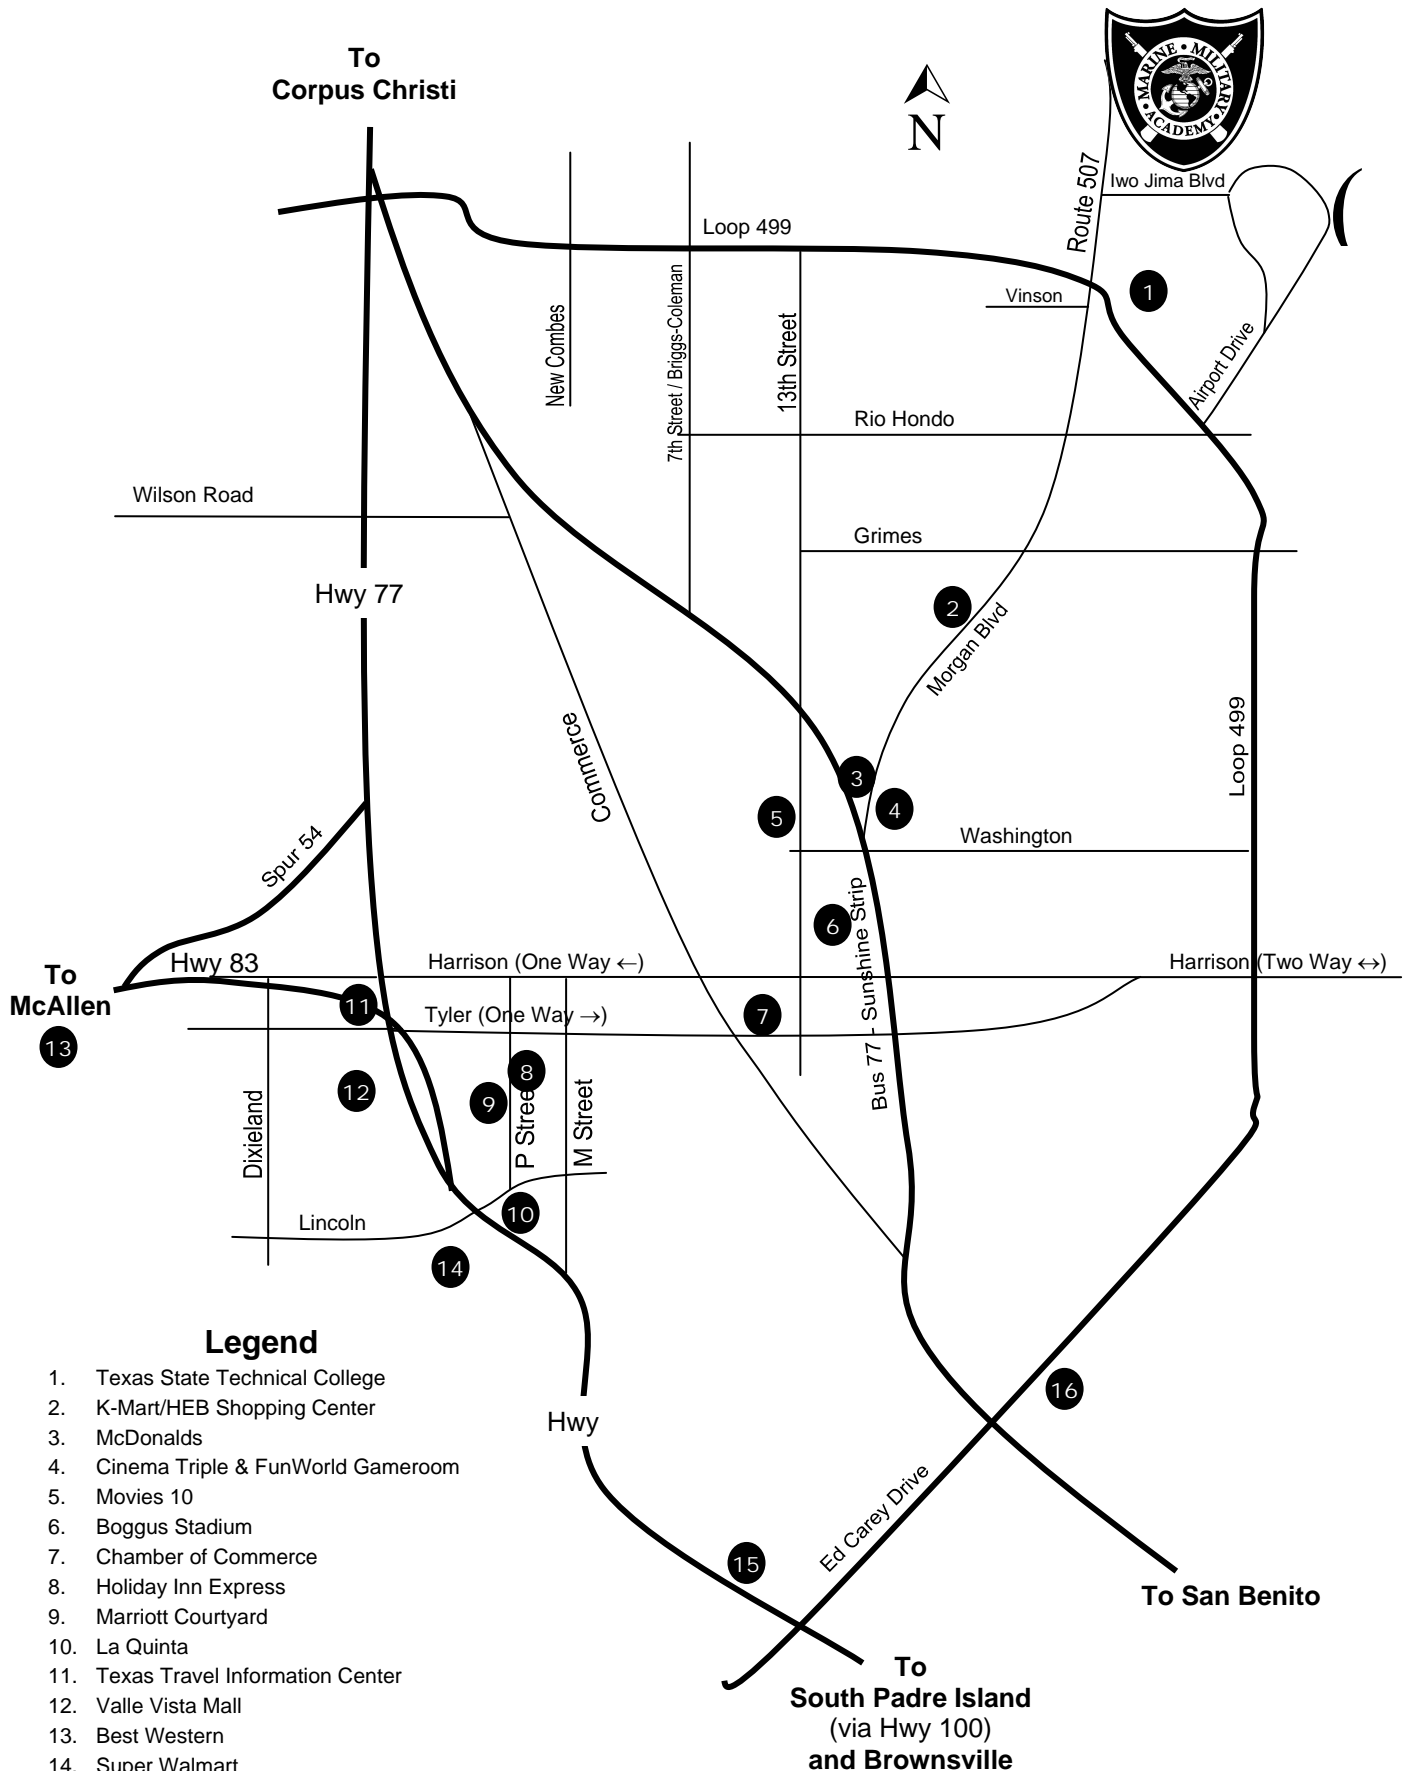 To
Corpus Christi
N
MARINE • MILITARY
• ACADEMY •
Iwo Jima Blvd
Route 507
Loop 499
Vinson
1
New Combes
7th Street / Briggs-Coleman
13th Street
Airport Drive
Rio Hondo
Wilson Road
Grimes
Hwy 77
2
Morgan Blvd
Commerce
Loop 499
3
4
5
Washington
Spur 54
6
Bus 77 - Sunshine Strip
Hwy 83
Harrison (One Way ←)
Harrison (Two Way ↔)
To
McAllen
11
Tyler (One Way →)
7
13
8
12
9
Dixieland
P Street
M Street
10
Lincoln
14
Legend
1. Texas State Technical College
2. K-Mart/HEB Shopping Center
3. McDonalds
4. Cinema Triple & FunWorld Gameroom
5. Movies 10
6. Boggus Stadium
7. Chamber of Commerce
8. Holiday Inn Express
9. Marriott Courtyard
10. La Quinta
11. Texas Travel Information Center
12. Valle Vista Mall
13. Best Western
14. Super Walmart
Hwy
16
Ed Carey Drive
15
To San Benito
To
South Padre Island
(via Hwy 100)
and Brownsville